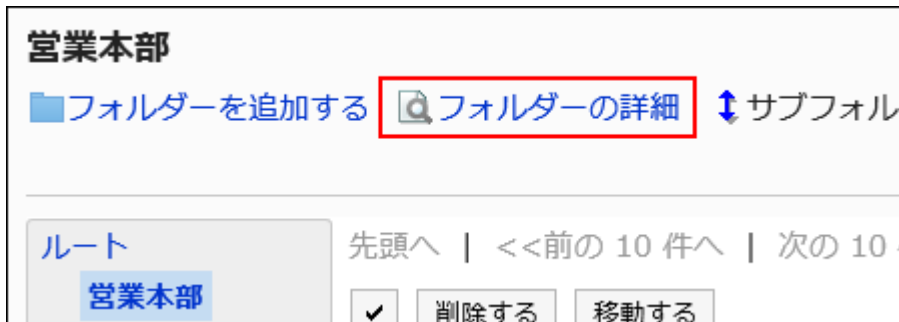 営業本部
フォルダーを追加する フォルダーの詳細 サブフォル
ルート
営業本部
先頭へ | <<前の 10 件へ | 次の 10
削除する 移動する